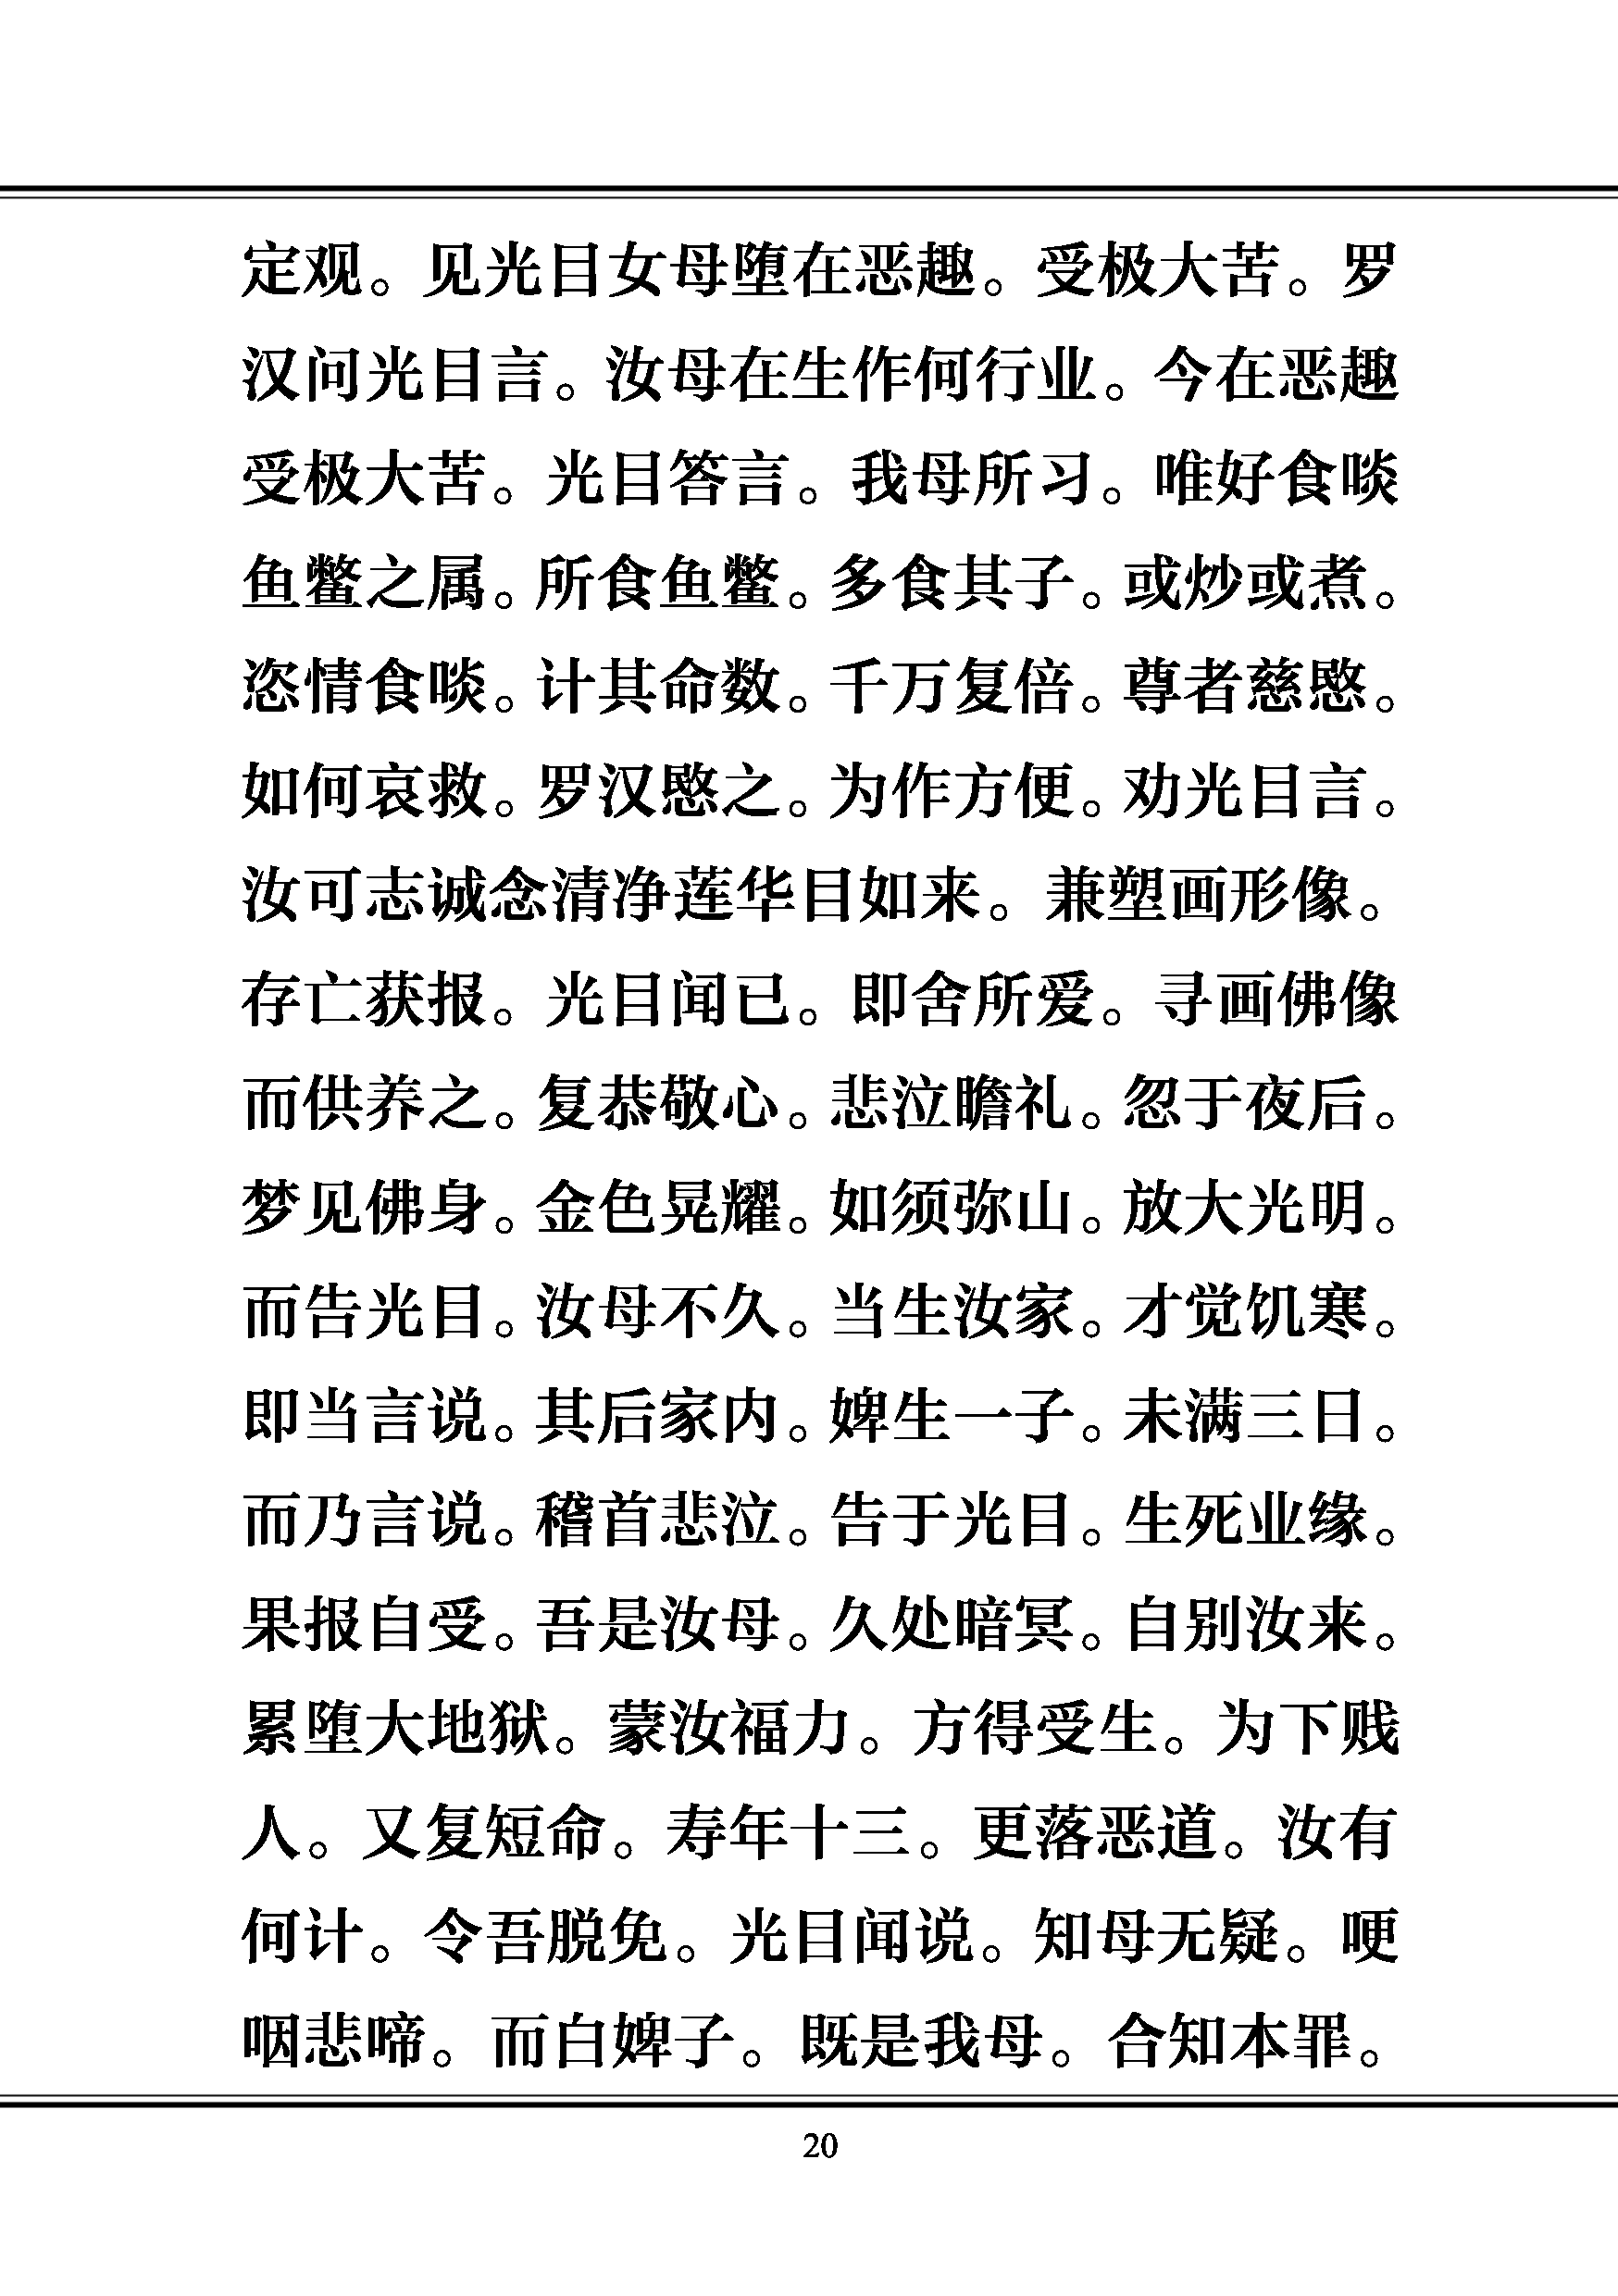 定观。见光目女母堕在恶趣。受极大苦。罗
汉问光目言。汝母在生作何行业。今在恶趣
受极大苦。光目答言。我母所习。唯好食啖
鱼鳖之属。所食鱼鳖。多食其子。或炒或煮。
恣情食啖。计其命数。千万复倍。尊者慈愍。
如何哀救。罗汉愍之。为作方便。劝光目言。
汝可志诚念清净莲华目如来。兼塑画形像。
存亡获报。光目闻已。即舍所爱。寻画佛像
而供养之。复恭敬心。悲泣瞻礼。忽于夜后。
梦见佛身。金色晃耀。如须弥山。放大光明。
而告光目。汝母不久。当生汝家。才觉饥寒。
即当言说。其后家内。婢生一子。未满三日。
而乃言说。稽首悲泣。告于光目。生死业缘。
果报自受。吾是汝母。久处暗冥。自别汝来。
累堕大地狱。蒙汝福力。方得受生。为下贱
人。又复短命。寿年十三。更落恶道。汝有
何计。令吾脱免。光目闻说。知母无疑。哽
咽悲啼。而白婢子。既是我母。合知本罪。
20